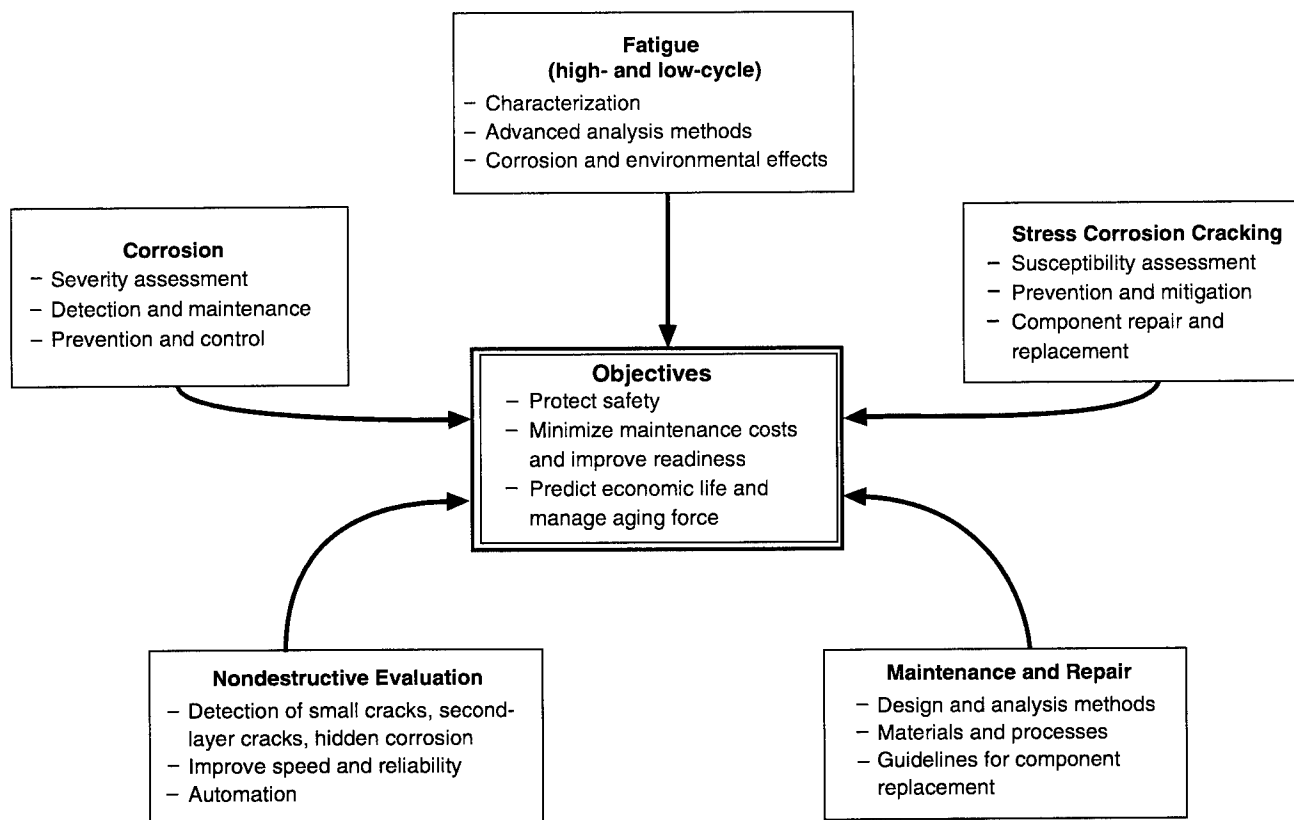 Fatigue
(high- and low-cycle)
– Characterization
– Advanced analysis methods
– Corrosion and environmental effects
Corrosion
– Severity assessment
– Detection and maintenance
– Prevention and control
Stress Corrosion Cracking
– Susceptibility assessment
– Prevention and mitigation
– Component repair and
replacement
Objectives
– Protect safety
– Minimize maintenance costs
and improve readiness
– Predict economic life and
manage aging force
Nondestructive Evaluation
– Detection of small cracks, second-
layer cracks, hidden corrosion
– Improve speed and reliability
– Automation
Maintenance and Repair
– Design and analysis methods
– Materials and processes
– Guidelines for component
replacement